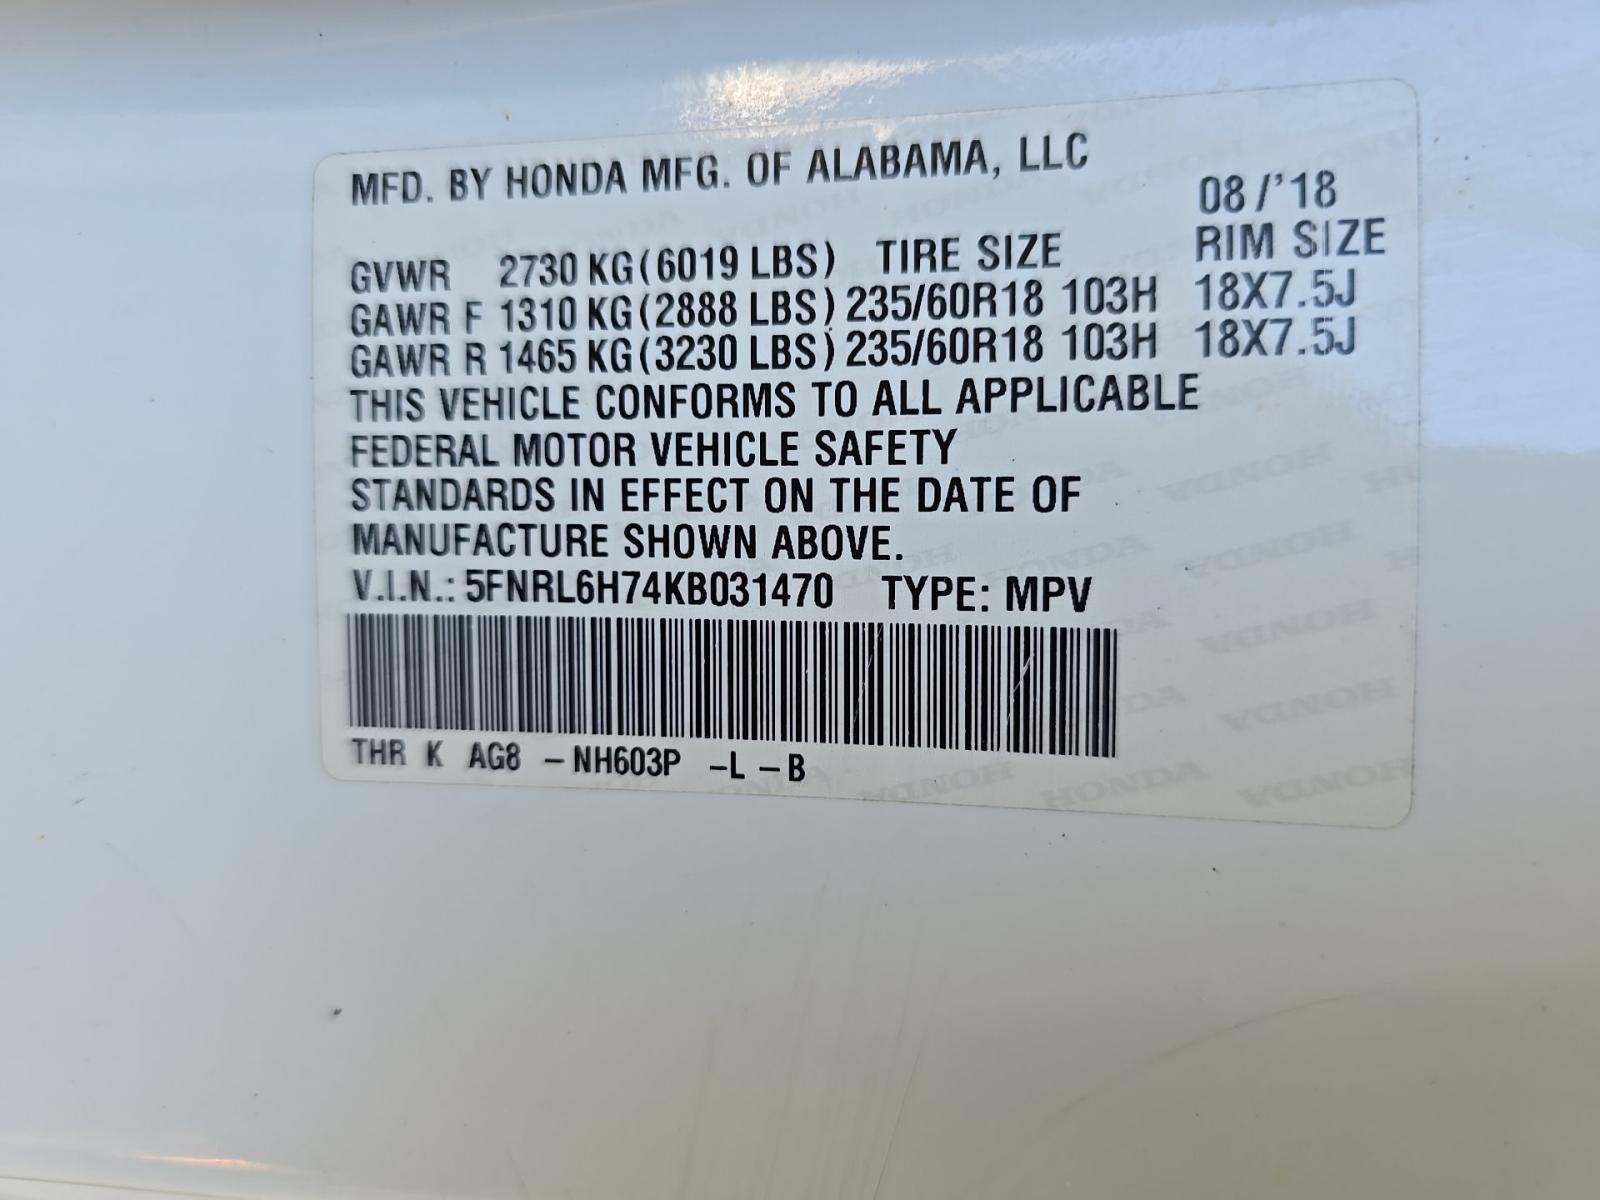 MFD. BY HONDA MFG. OF ALABAMA, LLC
08/'18
GVWR 2730 KG(6019 LBS) TIRE SIZE RIM SIZE
GAWR F 1310 KG(2888 LBS) 235/60R18 103H 18X7.5J
GAWR R 1465 KG(3230 LBS) 235/60R18 103H 18X7.5J
THIS VEHICLE CONFORMS TO ALL APPLICABLE
FEDERAL MOTOR VEHICLE SAFETY
STANDARDS IN EFFECT ON THE DATE OF
MANUFACTURE SHOWN ABOVE.
V.I.N.: 5FNRL6H74KB031470 TYPE: MPV
THR K AG8 -NH603P -L -B